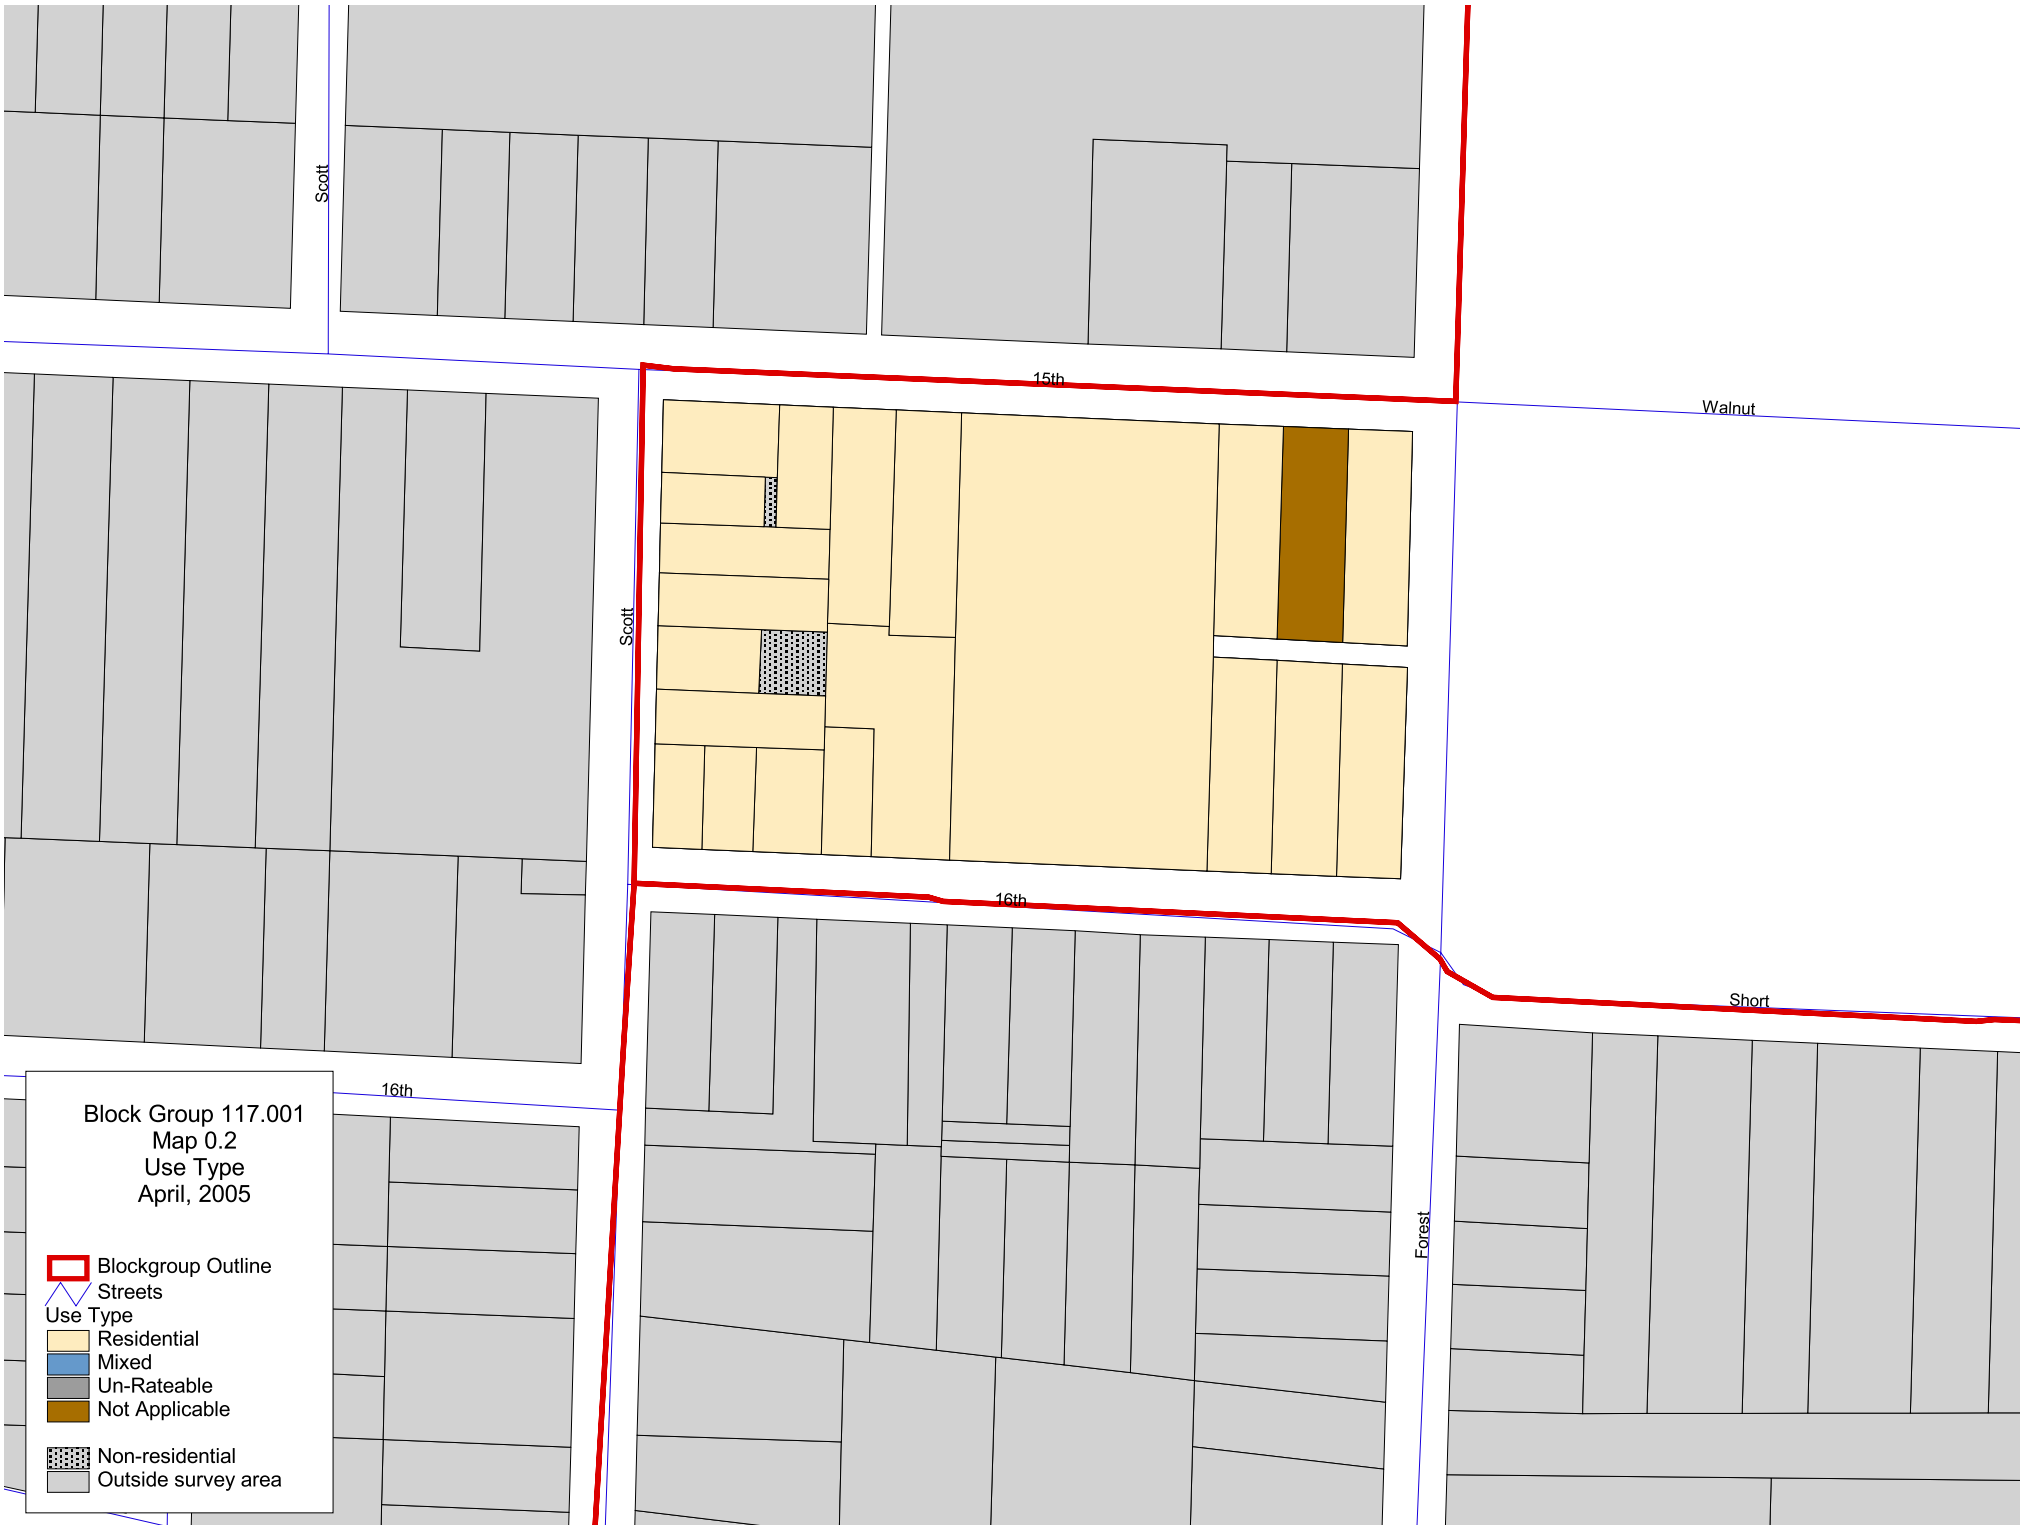 Scott
15th
Walnut
Scott
16th
Short
16th
Forest
Block Group 117.001
Map 0.2
Use Type
April, 2005
Blockgroup Outline
Streets
Use Type
Residential
Mixed
Un-Rateable
Not Applicable
Non-residential
Outside survey area